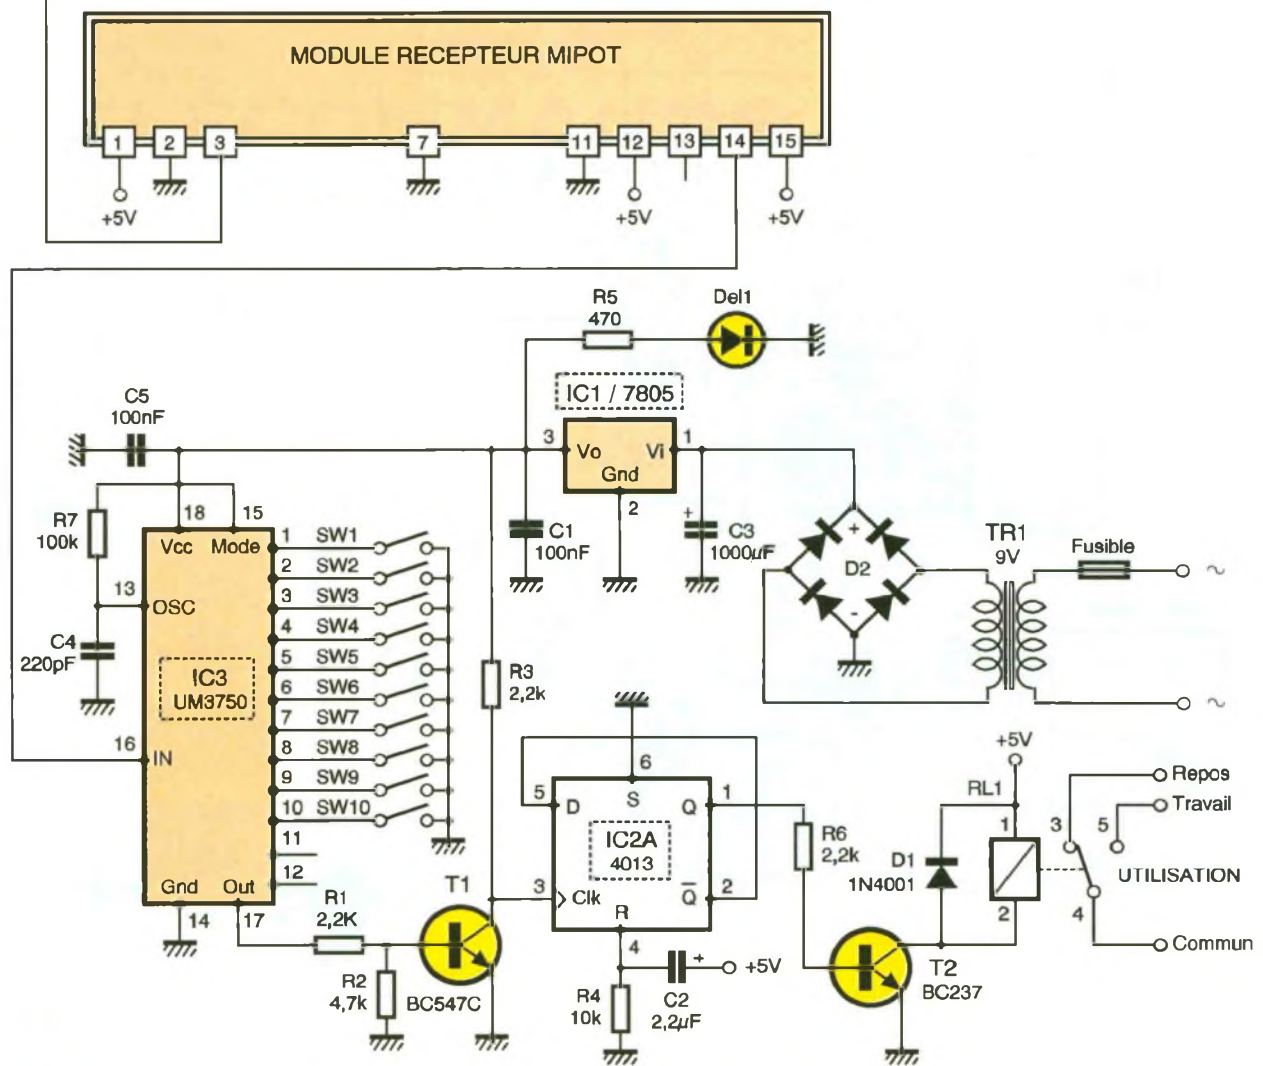 MODULE RECEPTEUR MIPOT
1 2 3 7 11 12 13 14 15
+5V +5V +5V
R5
470
Del1
IC1 / 7805
C5
100nF
3 Vo Vi 1
Gnd
2
C1
100nF
+ C3
1000µF
+
D2
-
TR1
9V
Fusible
~
~
R7
100k
18 15
Vcc Mode
13 OSC
C4
220pF
IC3
UM3750
16 IN
1 SW1
2 SW2
3 SW3
4 SW4
5 SW5
6 SW6
7 SW7
8 SW8
9 SW9
10 SW10
11
12
Gnd Out
14 17
R1
2,2K
R2
4,7k
T1
BC547C
R3
2,2k
6
5 D S Q 1
IC2A
4013
3 Clk Q 2
R
4
R4
10k
C2
2,2µF
+ +5V
R6
2,2k
T2
BC237
D1
1N4001
+5V
RL1
1
2
3 5
4
Repos
Travail
UTILISATION
Commun